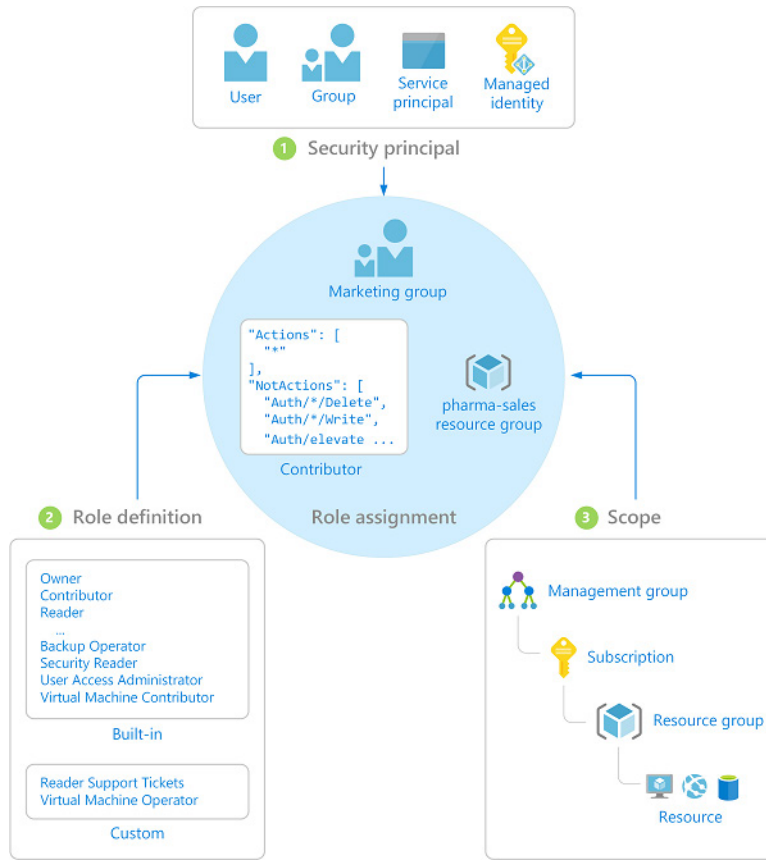 User
Group
Service
principal
Managed
identity
1 Security principal
Marketing group
"Actions": [
"*"
],
"NotActions": [
"Auth/*/Delete",
"Auth/*/Write",
"Auth/elevate ...
Contributor
pharma-sales
resource group
Role assignment
2 Role definition
Owner
Contributor
Reader
...
Backup Operator
Security Reader
User Access Administrator
Virtual Machine Contributor
Built-in
Reader Support Tickets
Virtual Machine Operator
Custom
3 Scope
Management group
Subscription
Resource group
Resource